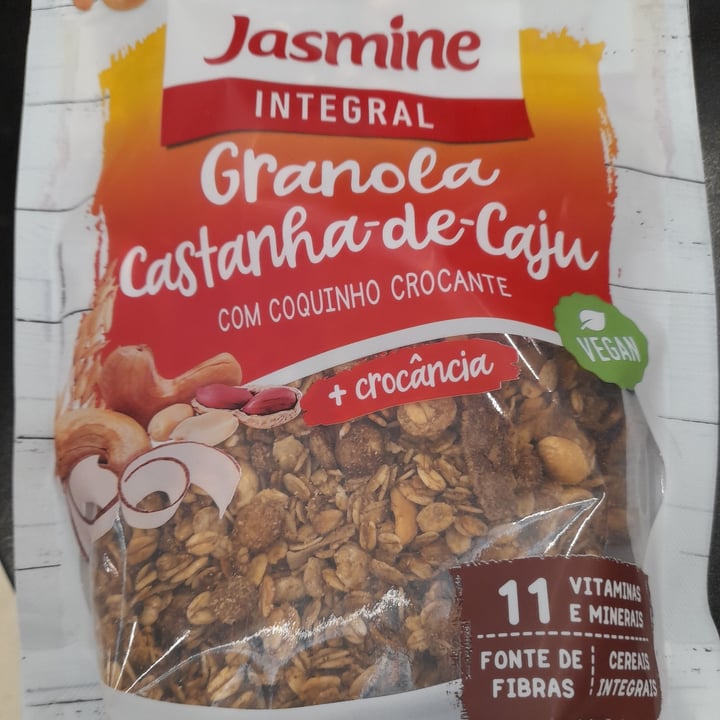 Jasmine
INTEGRAL
Granola
Castanha-de-Caju
COM COQUINHO CROCANTE
VEGAN
+ crocância
11 VITAMINAS
E MINERAIS
FONTE DE
FIBRAS
CEREAIS
INTEGRAIS